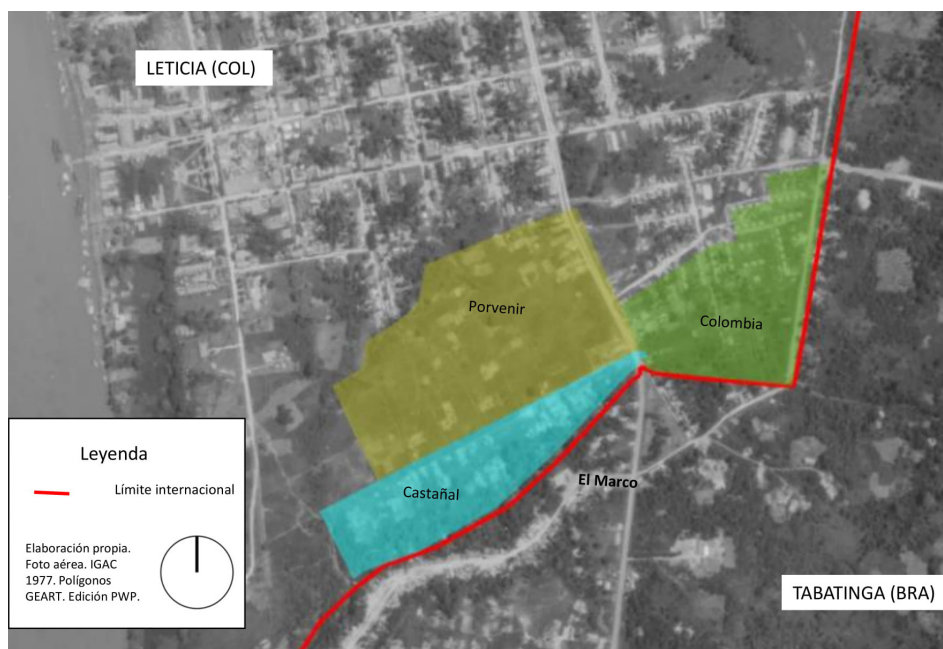 LETICIA (COL)
Porvenir
Colombia
Castañal
El Marco
Leyenda
Límite internacional
Elaboración propia.
Foto aérea. IGAC
1977. Polígonos
GEART. Edición PWP.
TABATINGA (BRA)